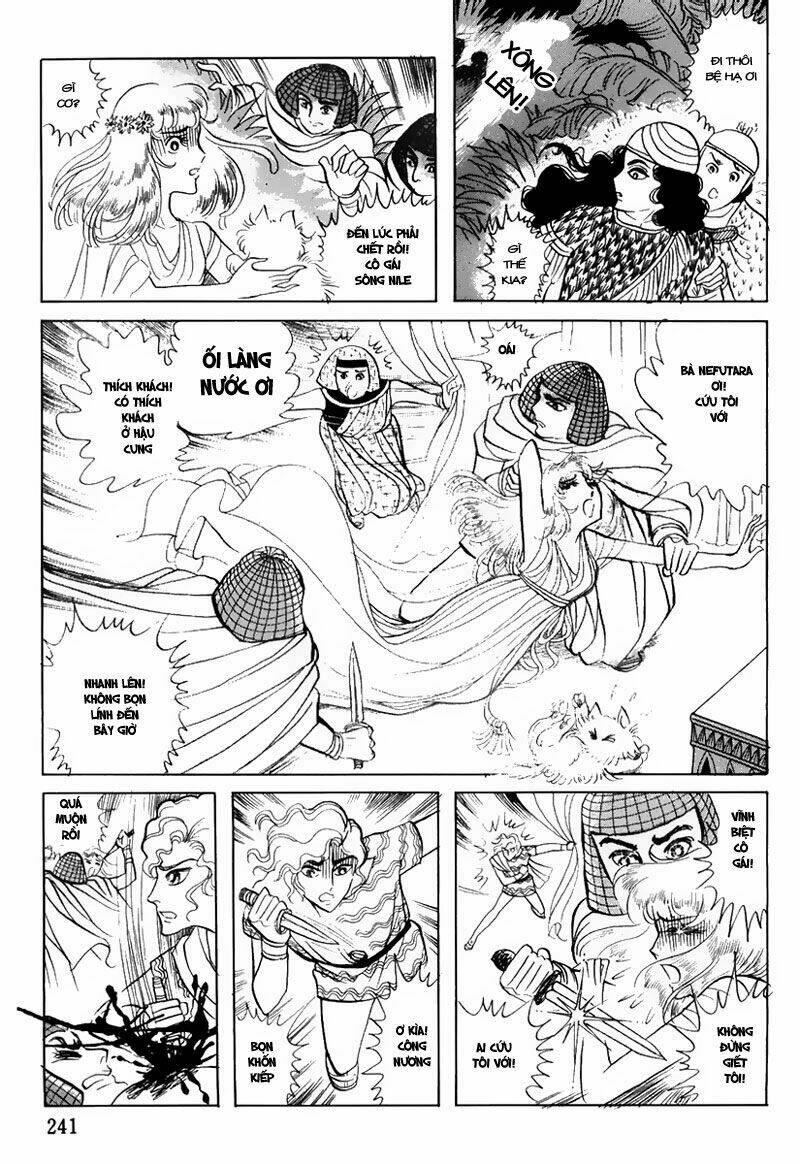 ĐI THÔI
BỆ HẠ ƠI
XÔNG
LÊN!
GÌ
THẾ
KIA?
GÌ
CƠ?
ĐẾN LÚC PHẢI
CHẾT RỒI!
CÔ GÁI
SÔNG NILE
BÀ NEFUTARA
ƠI!
CỨU TÔI
VỚI
OÁI
ỐI LÀNG
NƯỚC ƠI
THÍCH KHÁCH!
CÓ THÍCH
KHÁCH
Ở HẬU
CUNG
NHANH LÊN!
KHÔNG BỌN
LÍNH ĐẾN
BÂY GIỜ
VĨNH
BIỆT
CÔ
GÁI!
KHÔNG
ĐỪNG
GIẾT
TÔI!
AI CỨU
TÔI VỚI!
Ơ KÌA!
CÔNG
NƯƠNG
BỌN
KHỐN
KIẾP
QUÁ
MUỘN
RỒI
241